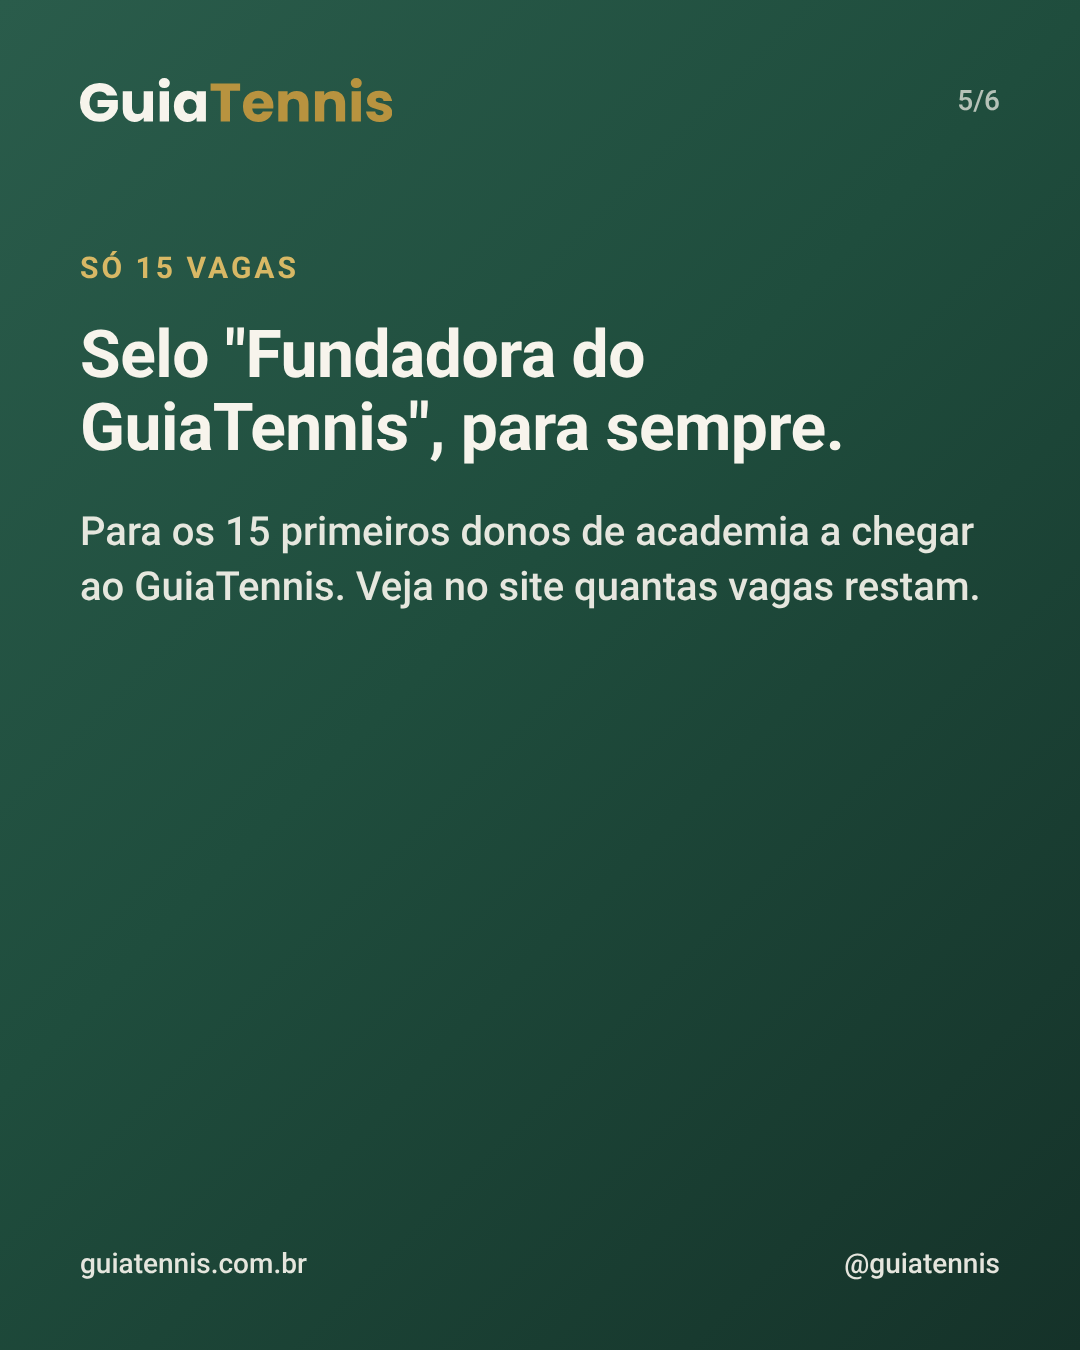 GuiaTennis
5/6
SÓ 15 VAGAS
Selo "Fundadora do
GuiaTennis", para sempre.
Para os 15 primeiros donos de academia a chegar
ao GuiaTennis. Veja no site quantas vagas restam.
guiatennis.com.br
@guiatennis